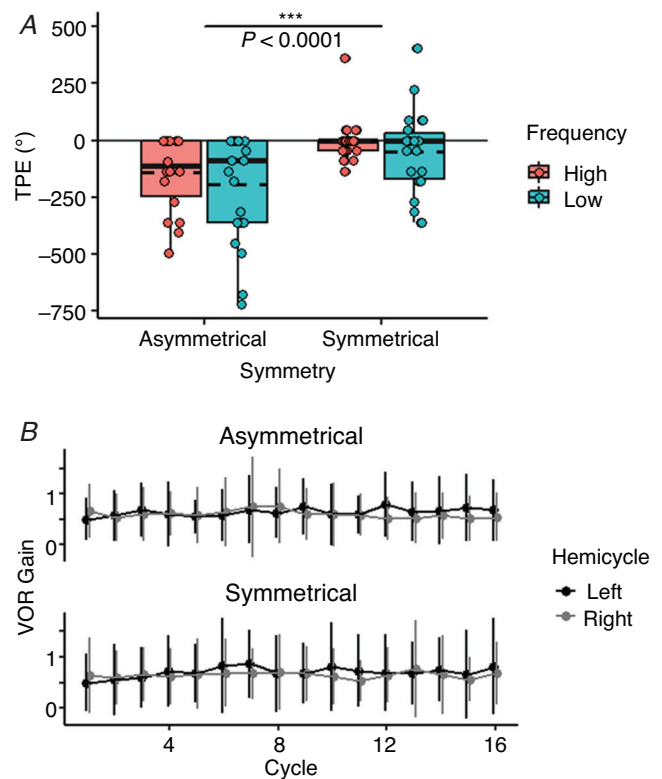 A
***
P < 0.0001
500
250
0
−250
−500
−750
TPE (°)
Asymmetrical
Symmetrical
Symmetry
Frequency
High
Low
B
Asymmetrical
1
0
Symmetrical
1
0
VOR Gain
4
8
12
16
Cycle
Hemicycle
Left
Right